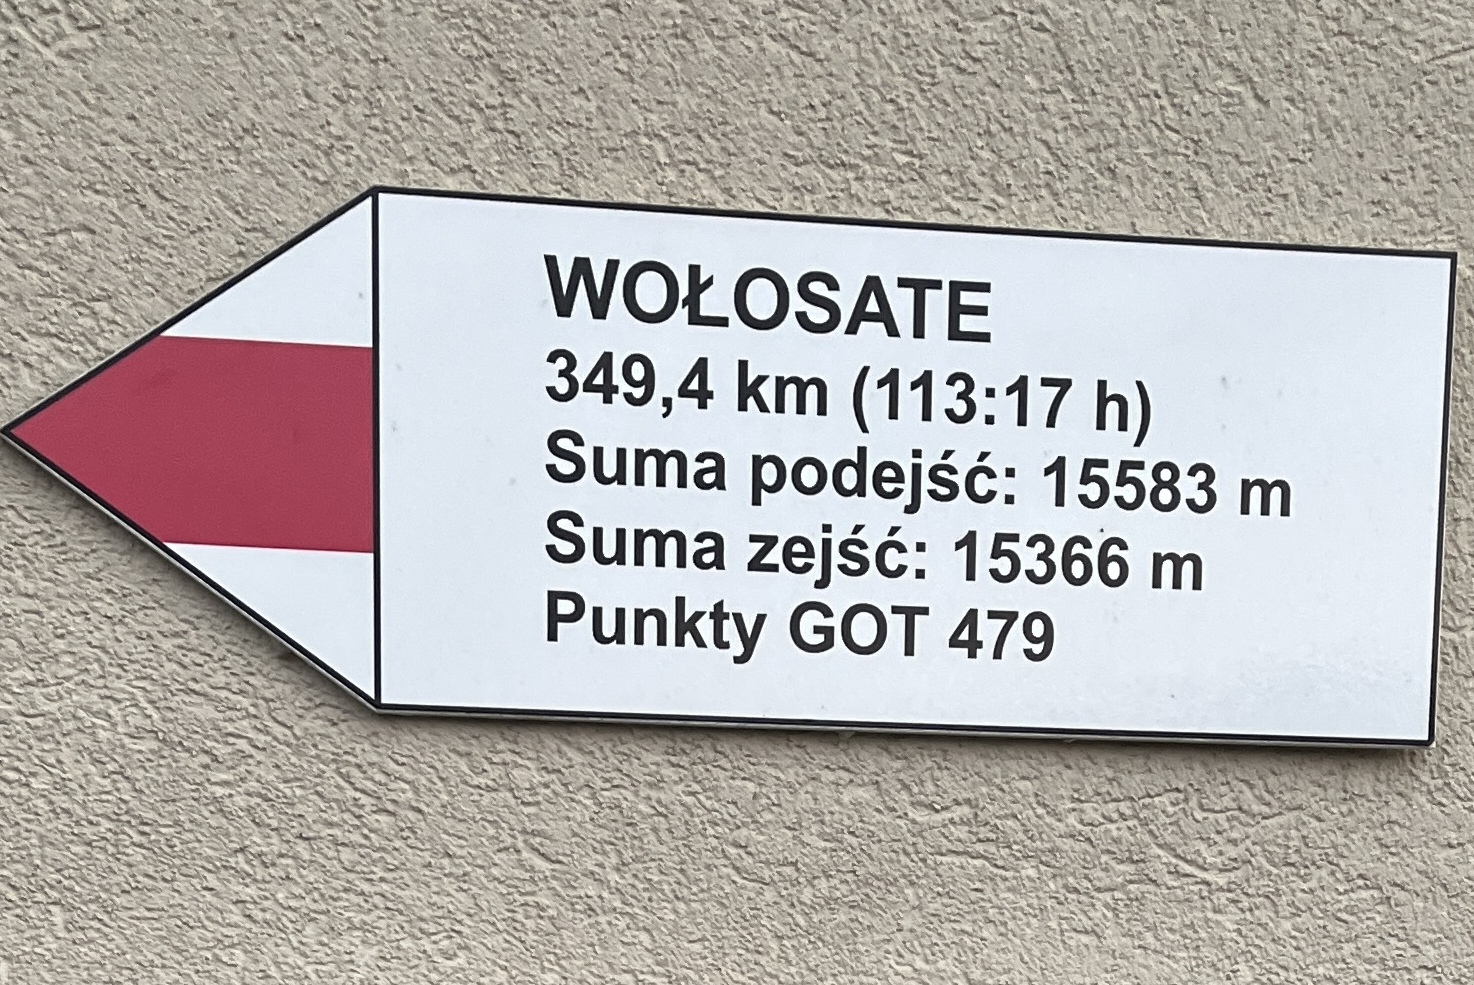 WOŁOSATE
349,4 km (113:17 h)
Suma podejść: 15583 m
Suma zejść: 15366 m
Punkty GOT 479